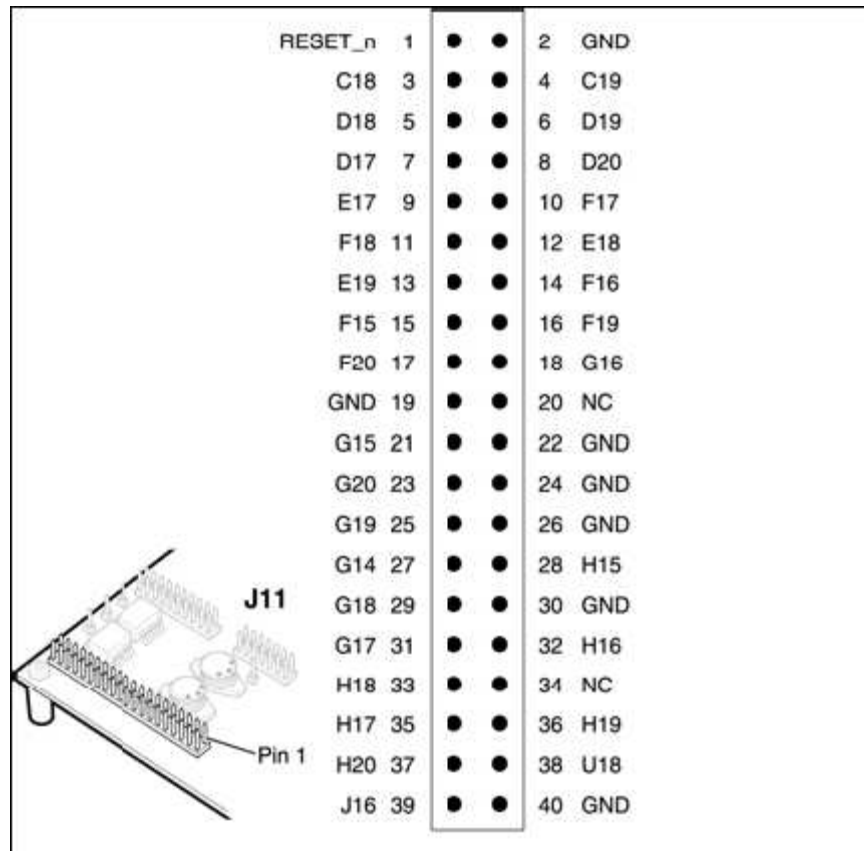 RESET_n 1 2 GND
C18 3 4 C19
D18 5 6 D19
D17 7 8 D20
E17 9 10 F17
F18 11 12 E18
E19 13 14 F16
F15 15 16 F19
F20 17 18 G16
GND 19 20 NC
G15 21 22 GND
G20 23 24 GND
G19 25 26 GND
G14 27 28 H15
J11
G18 29 30 GND
G17 31 32 H16
H18 33 34 NC
H17 35 36 H19
Pin 1
H20 37 38 U18
J16 39 40 GND